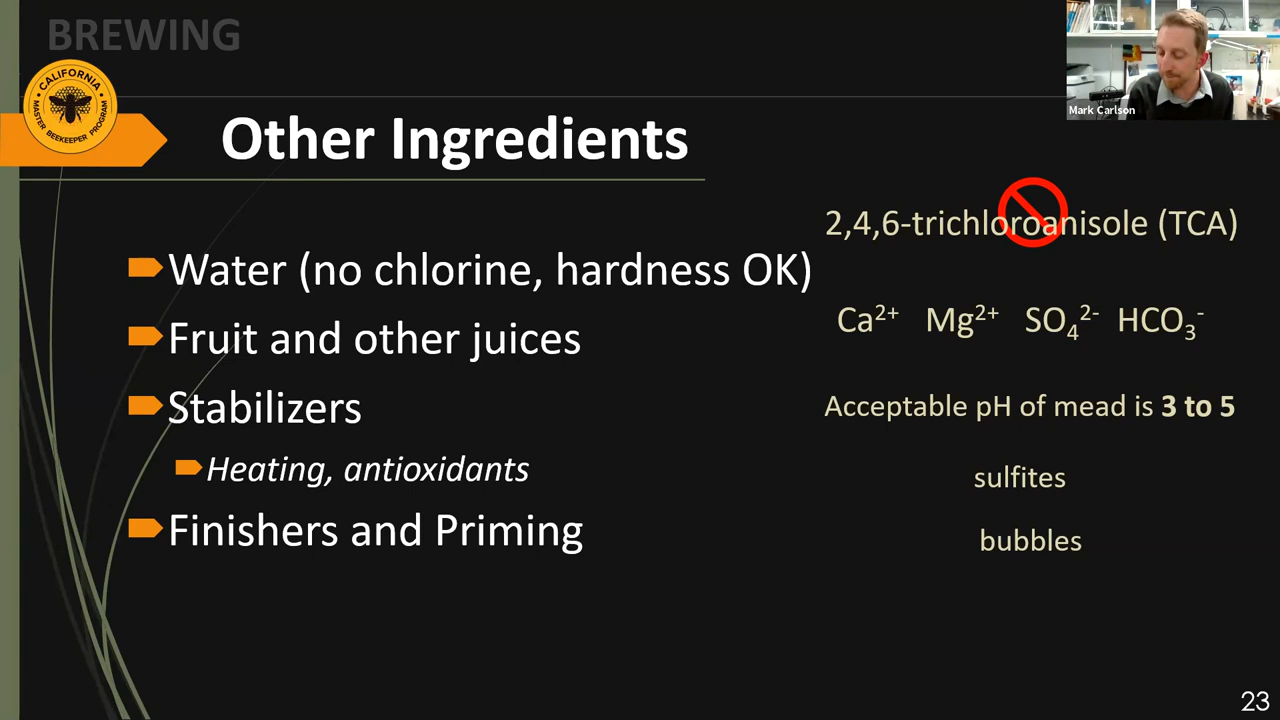 BREWING
CALIFORNIA
MASTER BEEKEEPER PROGRAM
Mark Carlson
Other Ingredients
2,4,6-trichloroanisole (TCA)
Water (no chlorine, hardness OK)
Ca²⁺ Mg²⁺ SO₄²⁻ HCO₃⁻
Fruit and other juices
Acceptable pH of mead is 3 to 5
Stabilizers
Heating, antioxidants
sulfites
Finishers and Priming
bubbles
23